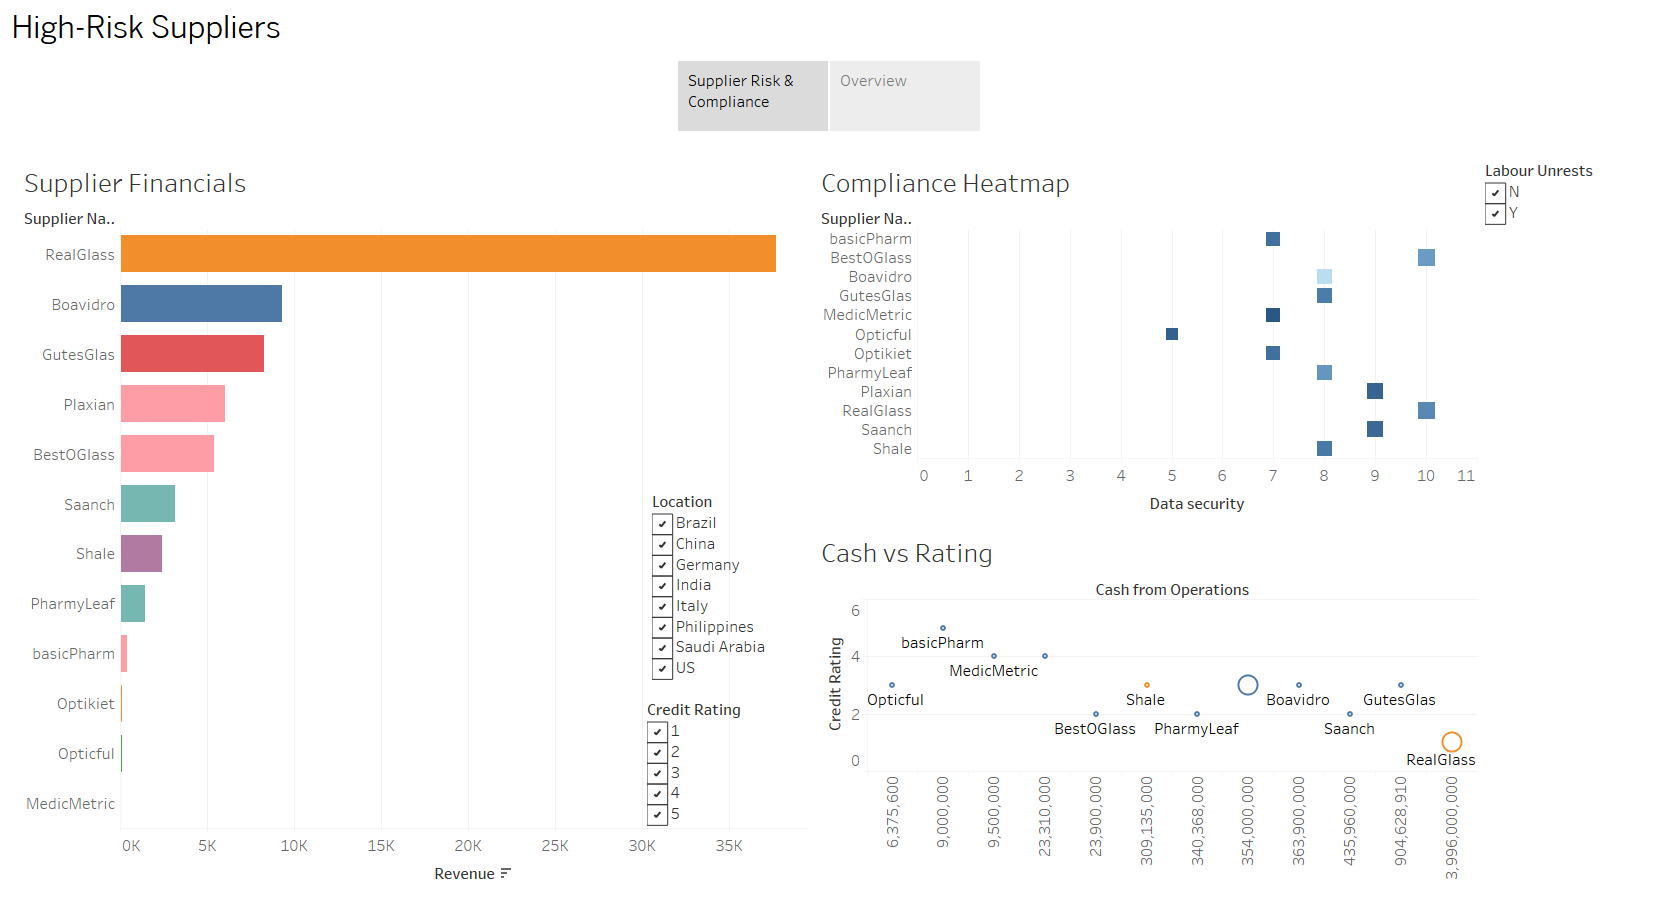 High-Risk Suppliers
Supplier Risk &
Compliance
Overview
Supplier Financials
Supplier Na..
RealGlass
Boavidro
GutesGlas
Plaxian
BestOGlass
Saanch
Shale
PharmyLeaf
basicPharm
Optikiet
Opticful
MedicMetric
0K 5K 10K 15K 20K 25K 30K 35K
Revenue
Location
Brazil
China
Germany
India
Italy
Philippines
Saudi Arabia
US
Credit Rating
1
2
3
4
5
Compliance Heatmap
Supplier Na..
basicPharm
BestOGlass
Boavidro
GutesGlas
MedicMetric
Opticful
Optikiet
PharmyLeaf
Plaxian
RealGlass
Saanch
Shale
0 1 2 3 4 5 6 7 8 9 10 11
Data security
Labour Unrests
N
Y
Cash vs Rating
Cash from Operations
Credit Rating
6
4
2
0
basicPharm
MedicMetric
Opticful
Shale
Boavidro
GutesGlas
BestOGlass
PharmyLeaf
Saanch
RealGlass
6,375,600
9,000,000
9,500,000
23,310,000
23,900,000
309,135,000
340,368,000
354,000,000
363,900,000
435,960,000
904,628,910
3,996,000,000